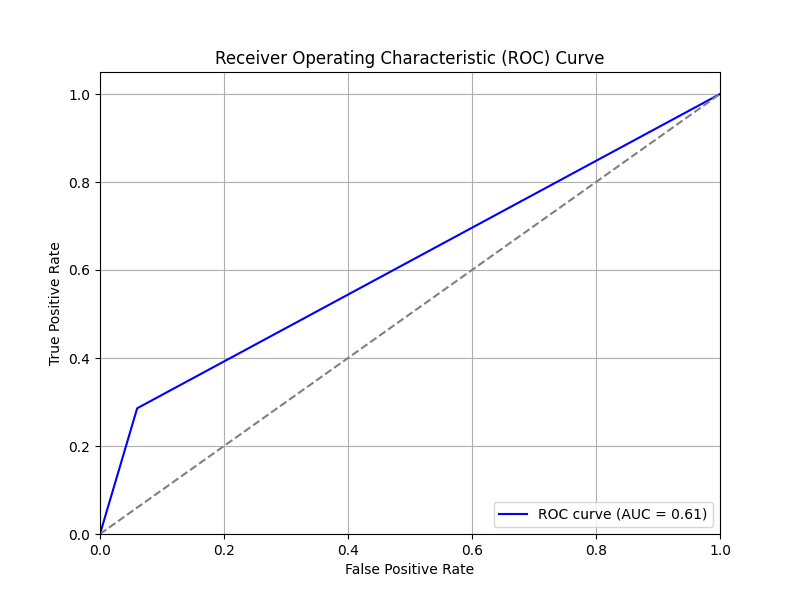 Receiver Operating Characteristic (ROC) Curve
1.0
0.8
0.6
0.4
0.2
0.0
True Positive Rate
ROC curve (AUC = 0.61)
0.0 0.2 0.4 0.6 0.8 1.0
False Positive Rate